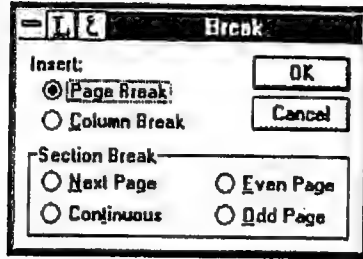 Break
Insert:
Page Break
Column Break
OK
Cancel
Section Break
Next Page
Even Page
Continuous
Odd Page